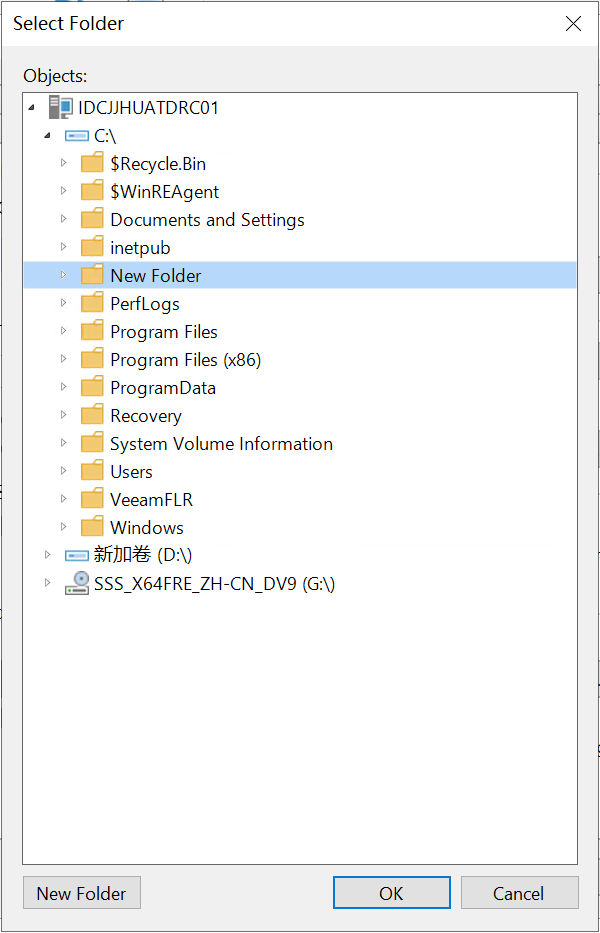 Select Folder
Objects:
IDCJJHUATDRC01
C:\
$Recycle.Bin
$WinREAgent
Documents and Settings
inetpub
New Folder
PerfLogs
Program Files
Program Files (x86)
ProgramData
Recovery
System Volume Information
Users
VeeamFLR
Windows
新加卷 (D:\)
SSS_X64FRE_ZH-CN_DV9 (G:\)
New Folder OK Cancel